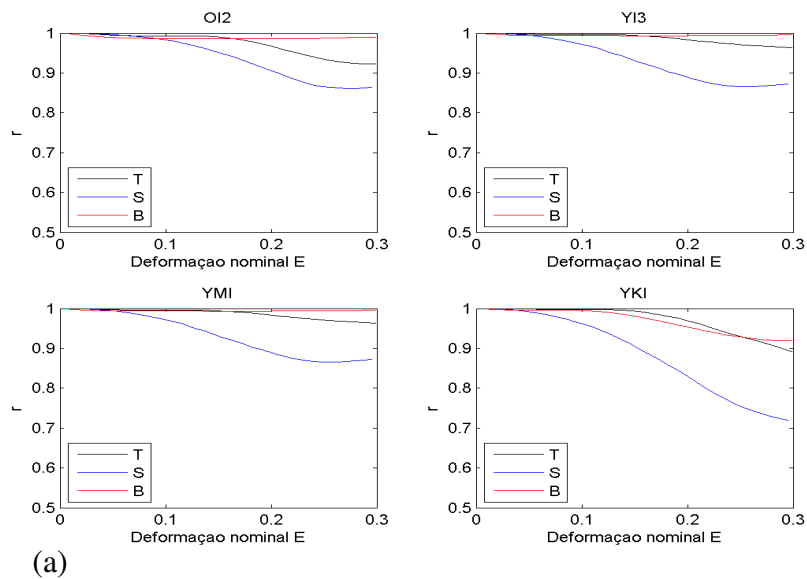 OI2
1
0.9
0.8
0.7
0.6
0.5
r
T
S
B
0 0.1 0.2 0.3
Deformaçao nominal E
YI3
1
0.9
0.8
0.7
0.6
0.5
r
T
S
B
0 0.1 0.2 0.3
Deformaçao nominal E
YMI
1
0.9
0.8
0.7
0.6
0.5
r
T
S
B
0 0.1 0.2 0.3
Deformaçao nominal E
YKI
1
0.9
0.8
0.7
0.6
0.5
r
T
S
B
0 0.1 0.2 0.3
Deformaçao nominal E
(a)